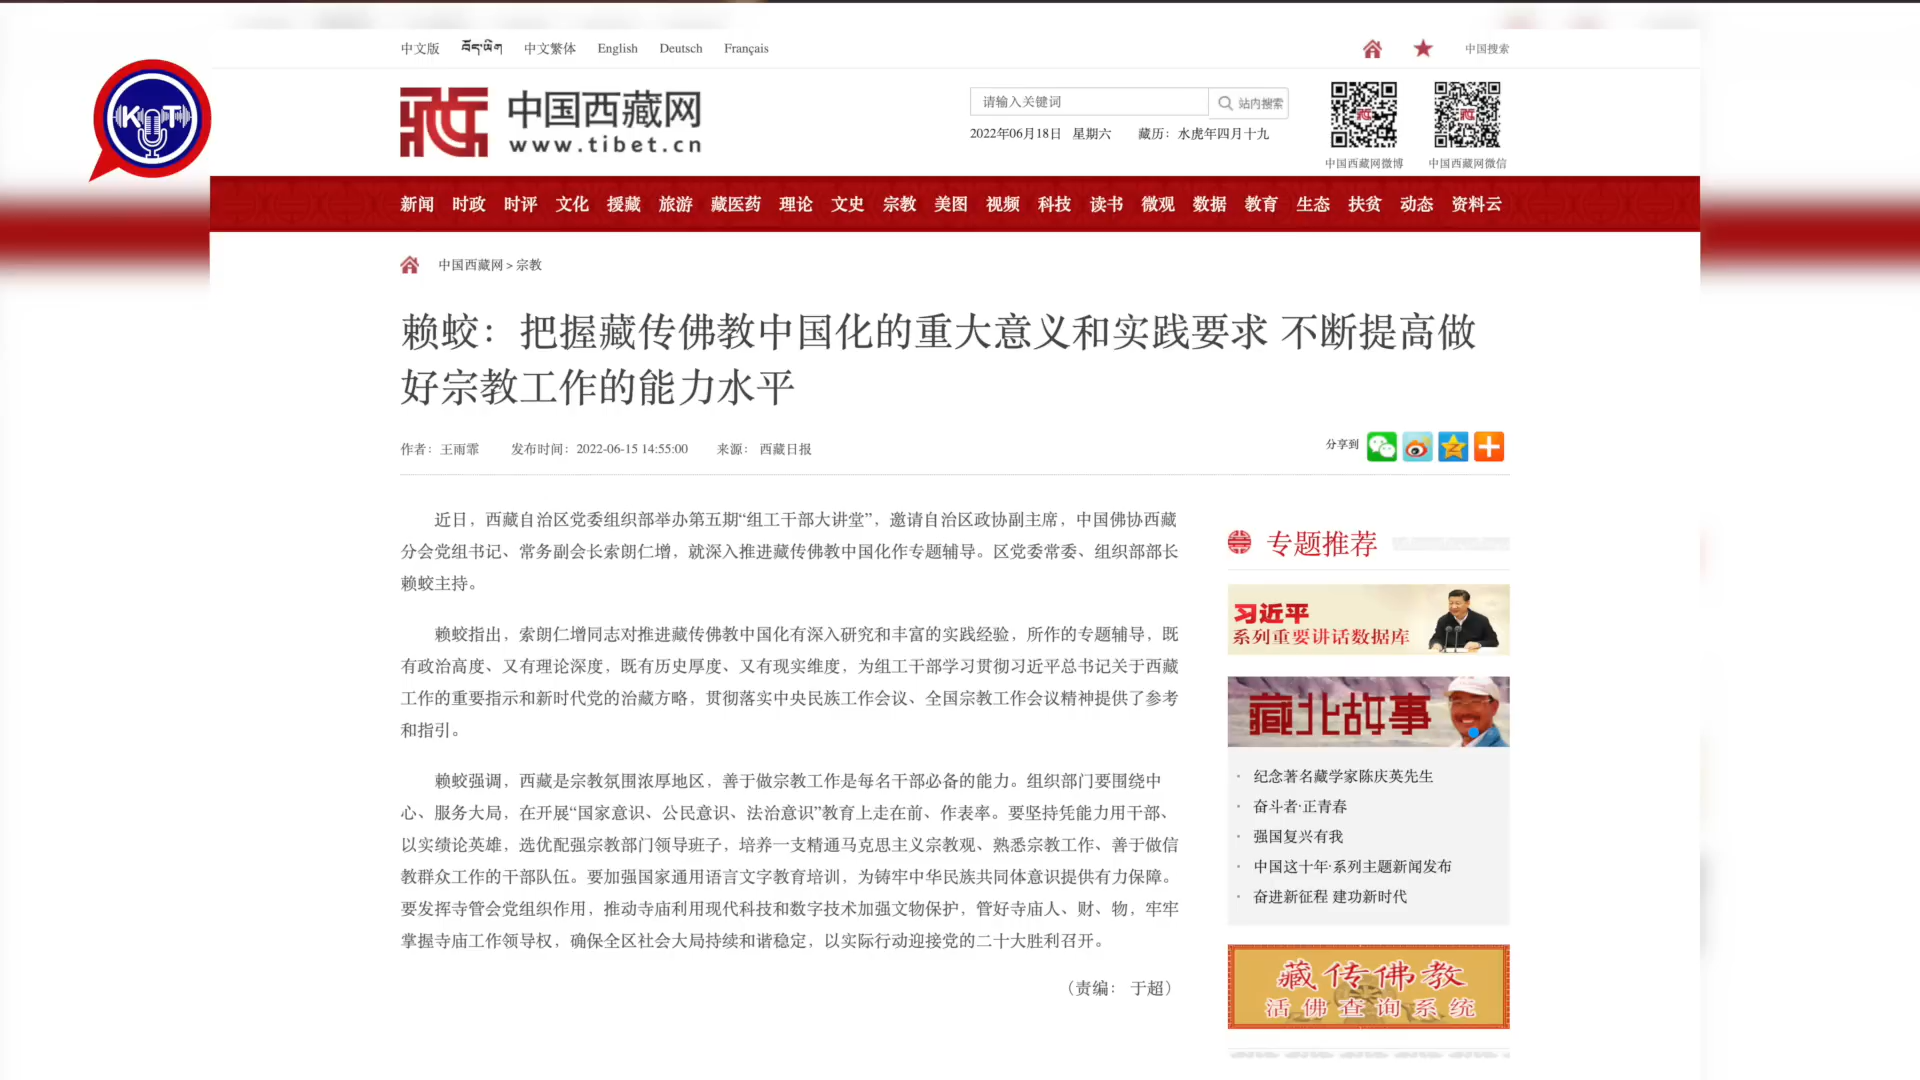 中文版 བོད་ཡིག 中文繁体 English Deutsch Français 中国搜索
KT
中国西藏网
www.tibet.cn
请输入关键词 站内搜索
2022年06月18日 星期六 藏历：水虎年四月十九
中国西藏网微博 中国西藏网微信
新闻 时政 时评 文化 援藏 旅游 藏医药 理论 文史 宗教 美图 视频 科技 读书 微观 数据 教育 生态 扶贫 动态 资料云
中国西藏网 > 宗教
赖蛟：把握藏传佛教中国化的重大意义和实践要求 不断提高做
好宗教工作的能力水平
作者：王雨霏 发布时间：2022-06-15 14:55:00 来源： 西藏日报
分享到
近日，西藏自治区党委组织部举办第五期“组工干部大讲堂”，邀请自治区政协副主席，中国佛协西藏
分会党组书记、常务副会长索朗仁增，就深入推进藏传佛教中国化作专题辅导。区党委常委、组织部部长
赖蛟主持。
赖蛟指出，索朗仁增同志对推进藏传佛教中国化有深入研究和丰富的实践经验，所作的专题辅导，既
有政治高度、又有理论深度，既有历史厚度、又有现实维度，为组工干部学习贯彻习近平总书记关于西藏
工作的重要指示和新时代党的治藏方略，贯彻落实中央民族工作会议、全国宗教工作会议精神提供了参考
和指引。
赖蛟强调，西藏是宗教氛围浓厚地区，善于做宗教工作是每名干部必备的能力。组织部门要围绕中
心、服务大局，在开展“国家意识、公民意识、法治意识”教育上走在前、作表率。要坚持凭能力用干部、
以实绩论英雄，选优配强宗教部门领导班子，培养一支精通马克思主义宗教观、熟悉宗教工作、善于做信
教群众工作的干部队伍。要加强国家通用语言文字教育培训，为铸牢中华民族共同体意识提供有力保障。
要发挥寺管会党组织作用，推动寺庙利用现代科技和数字技术加强文物保护，管好寺庙人、财、物，牢牢
掌握寺庙工作领导权，确保全区社会大局持续和谐稳定，以实际行动迎接党的二十大胜利召开。
（责编： 于超）
专题推荐
习近平
系列重要讲话数据库
藏北故事
纪念著名藏学家陈庆英先生
奋斗者·正青春
强国复兴有我
中国这十年·系列主题新闻发布
奋进新征程 建功新时代
藏传佛教
活佛查询系统